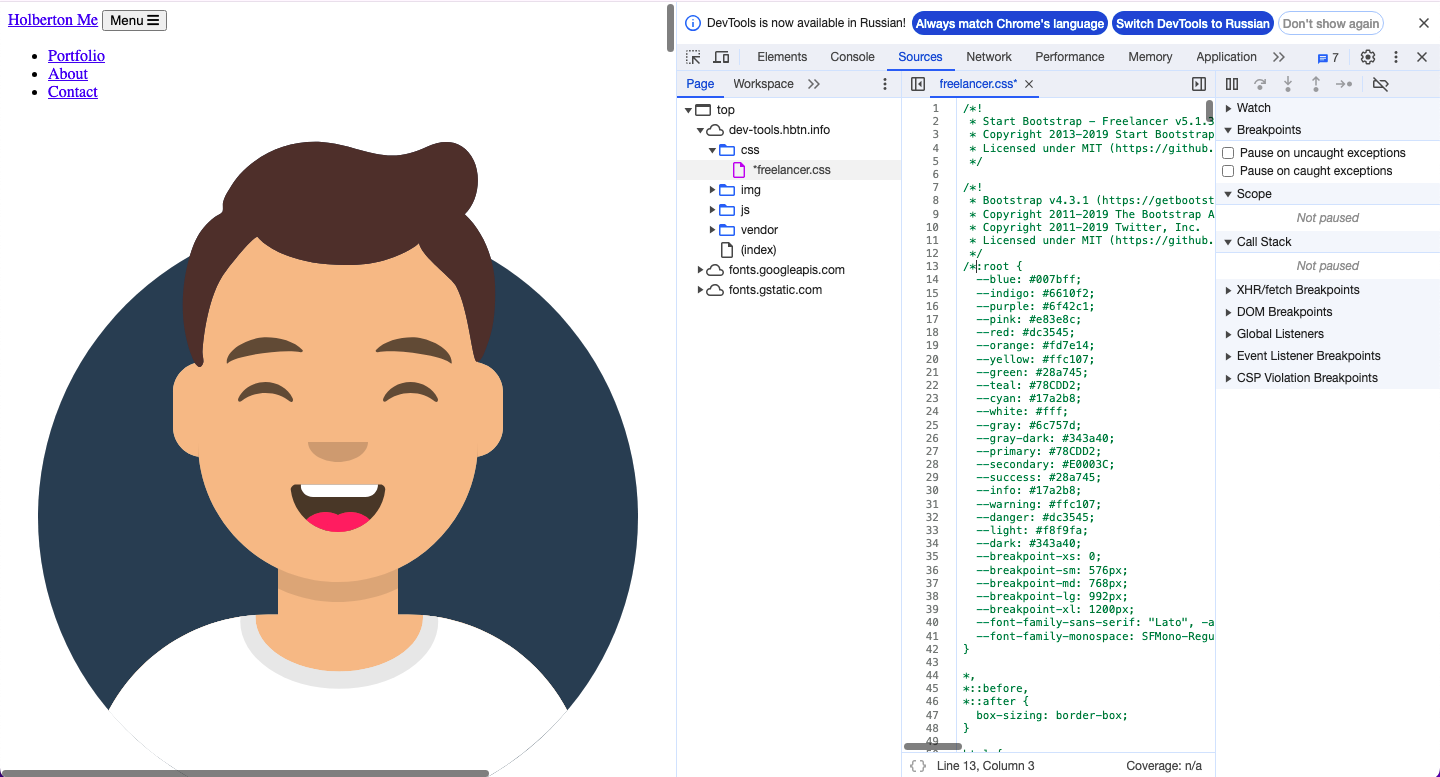 Holberton Me Menu
Portfolio
About
Contact
DevTools is now available in Russian! Always match Chrome's language Switch DevTools to Russian Don't show again
Elements Console Sources Network Performance Memory Application 7
Page Workspace
freelancer.css*
top
dev-tools.hbtn.info
css
*freelancer.css
img
js
vendor
(index)
fonts.googleapis.com
fonts.gstatic.com
1 /*!
2 * Start Bootstrap - Freelancer v5.1.3
3 * Copyright 2013-2019 Start Bootstrap
4 * Licensed under MIT (https://github.
5 */
6
7 /*!
8 * Bootstrap v4.3.1 (https://getbootst
9 * Copyright 2011-2019 The Bootstrap A
10 * Copyright 2011-2019 Twitter, Inc.
11 * Licensed under MIT (https://github.
12 */
13 /*:root {
14 --blue: #007bff;
15 --indigo: #6610f2;
16 --purple: #6f42c1;
17 --pink: #e83e8c;
18 --red: #dc3545;
19 --orange: #fd7e14;
20 --yellow: #ffc107;
21 --green: #28a745;
22 --teal: #78CDD2;
23 --cyan: #17a2b8;
24 --white: #fff;
25 --gray: #6c757d;
26 --gray-dark: #343a40;
27 --primary: #78CDD2;
28 --secondary: #E0003C;
29 --success: #28a745;
30 --info: #17a2b8;
31 --warning: #ffc107;
32 --danger: #dc3545;
33 --light: #f8f9fa;
34 --dark: #343a40;
35 --breakpoint-xs: 0;
36 --breakpoint-sm: 576px;
37 --breakpoint-md: 768px;
38 --breakpoint-lg: 992px;
39 --breakpoint-xl: 1200px;
40 --font-family-sans-serif: "Lato", -a
41 --font-family-monospace: SFMono-Regu
42 }
43
44 *,
45 *::before,
46 *::after {
47 box-sizing: border-box;
48 }
49
{ } Line 13, Column 3 Coverage: n/a
Watch
Breakpoints
Pause on uncaught exceptions
Pause on caught exceptions
Scope
Not paused
Call Stack
Not paused
XHR/fetch Breakpoints
DOM Breakpoints
Global Listeners
Event Listener Breakpoints
CSP Violation Breakpoints